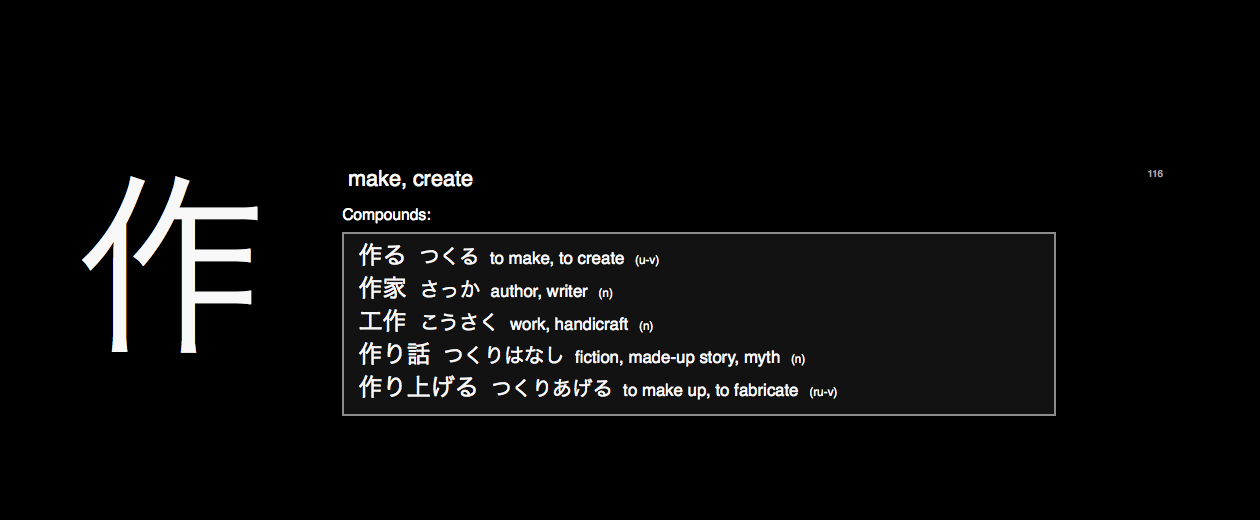 作
make, create
116
Compounds:
作る つくる to make, to create (u-v)
作家 さっか author, writer (n)
工作 こうさく work, handicraft (n)
作り話 つくりはなし fiction, made-up story, myth (n)
作り上げる つくりあげる to make up, to fabricate (ru-v)